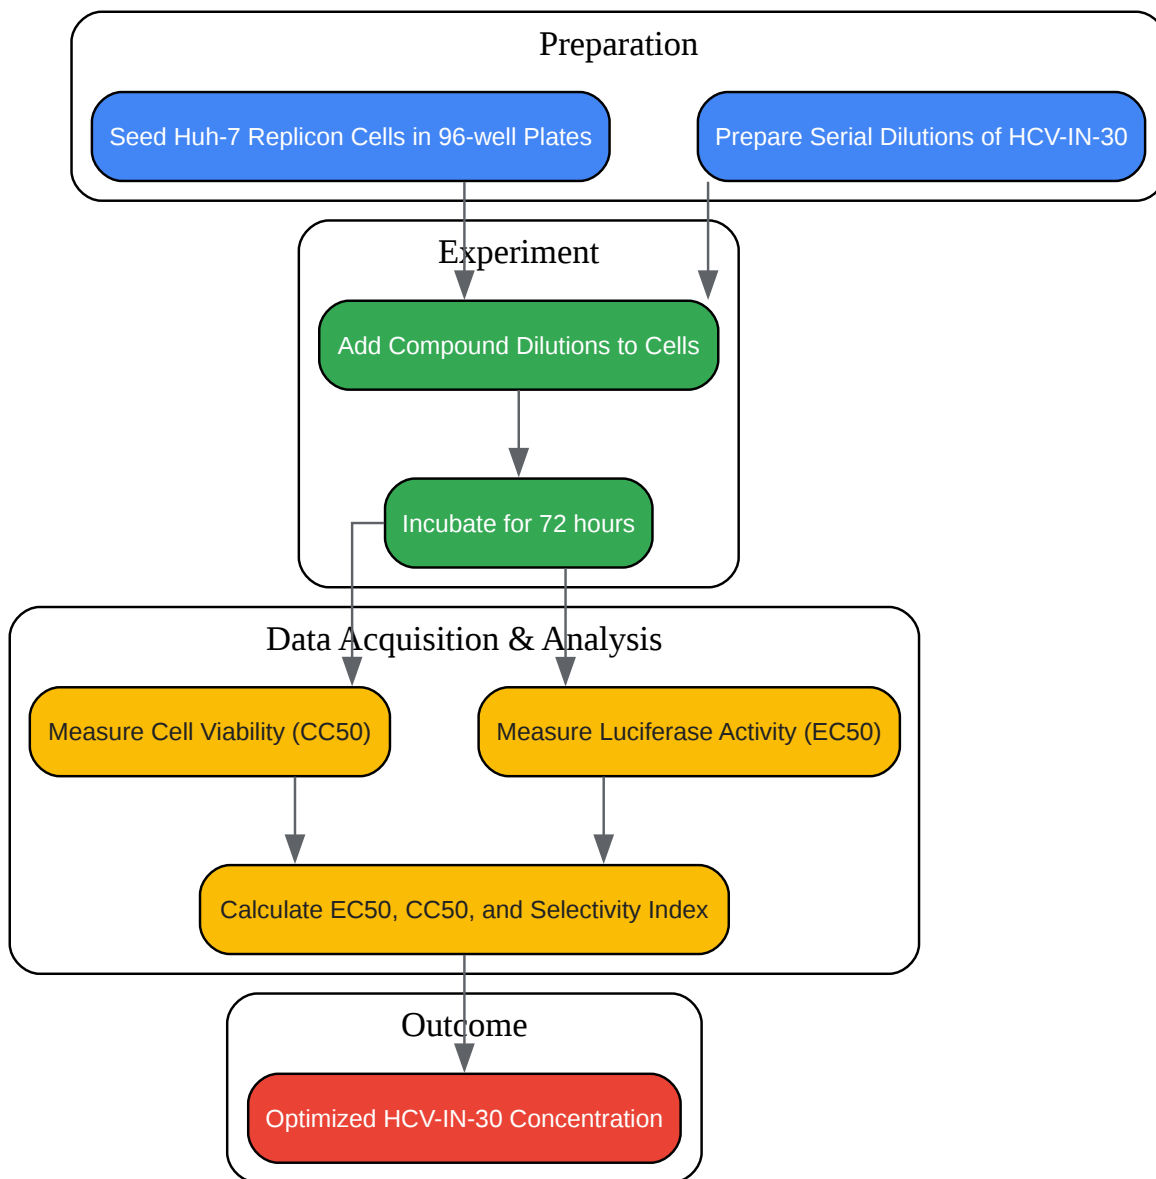 Preparation
Seed Huh-7 Replicon Cells in 96-well Plates
Prepare Serial Dilutions of HCV-IN-30
Experiment
Add Compound Dilutions to Cells
Incubate for 72 hours
Data Acquisition & Analysis
Measure Cell Viability (CC50)
Measure Luciferase Activity (EC50)
Calculate EC50, CC50, and Selectivity Index
Outcome
Optimized HCV-IN-30 Concentration